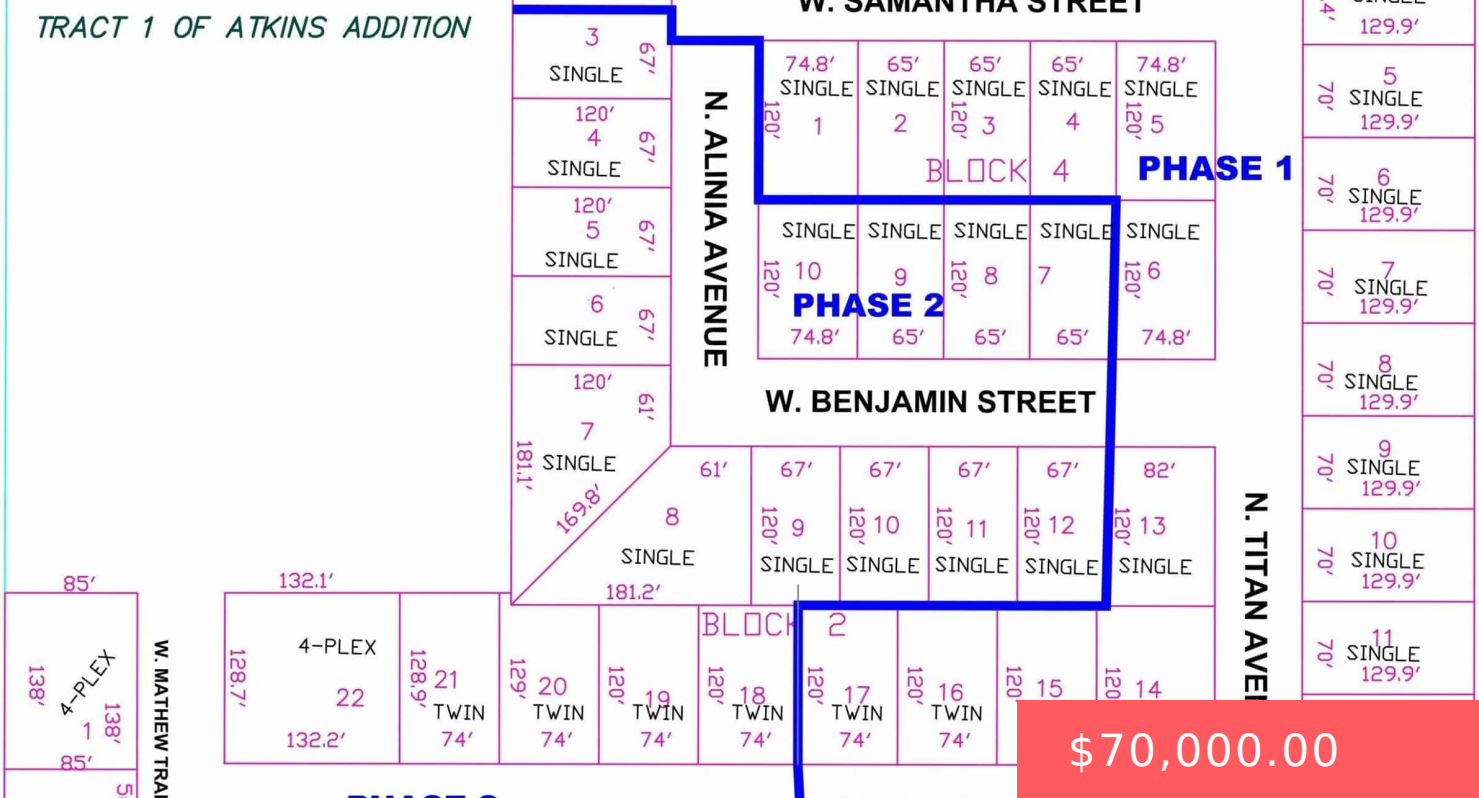 W. SAMANTHA STREET
TRACT 1 OF ATKINS ADDITION
3
67'
SINGLE
120'
4
67'
SINGLE
120'
5
67'
SINGLE
6
67'
SINGLE
120'
61'
7
181.1'
SINGLE
169.8'
N. ALINIA AVENUE
74.8'
65'
65'
65'
74.8'
SINGLE
SINGLE
SINGLE
SINGLE
SINGLE
120'
1
2
120'
3
4
120'
5
BLOCK 4
PHASE 1
SINGLE
SINGLE
SINGLE
SINGLE
SINGLE
120'
10
9
120'
8
7
120'
6
PHASE 2
74.8'
65'
65'
65'
74.8'
W. BENJAMIN STREET
61'
67'
67'
67'
67'
82'
8
120'
9
120'
10
120'
11
120'
12
120'
13
SINGLE
SINGLE
SINGLE
SINGLE
SINGLE
SINGLE
181.2'
BLOCK 2
129.9'
5
70'
SINGLE
129.9'
6
70'
SINGLE
129.9'
7
70'
SINGLE
129.9'
8
70'
SINGLE
129.9'
9
70'
SINGLE
129.9'
10
70'
SINGLE
129.9'
11
70'
SINGLE
129.9'
N. TITAN
85'
138'
4-PLEX
1
138'
85'
W. MATHEW
132.1'
4-PLEX
128.7'
22
132.2'
128.9'
21
TWIN
74'
129'
20
TWIN
74'
120'
19
TWIN
74'
120'
18
TWIN
74'
120'
17
TWIN
74'
120'
16
TWIN
74'
120'
15
120'
14
$70,000.00